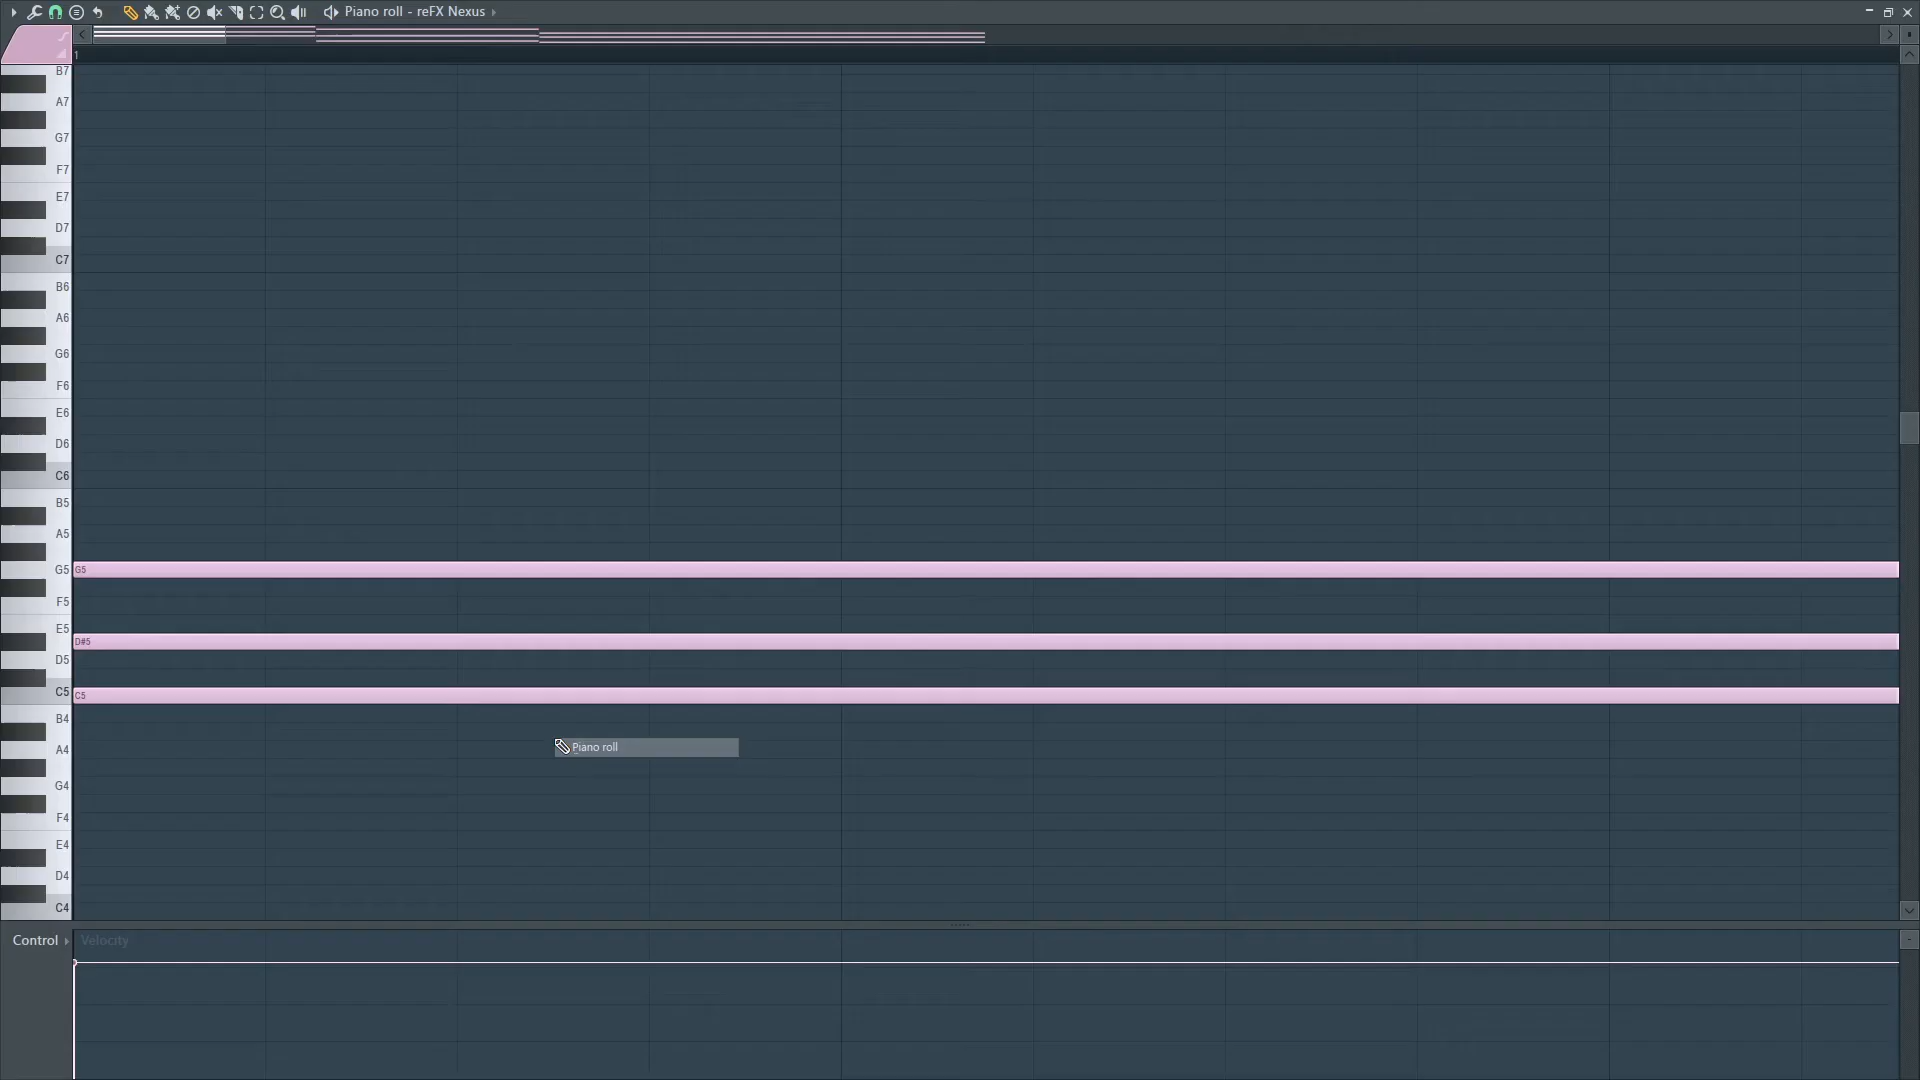 Piano roll - reFX Nexus
1
B7
A7
G7
F7
E7
D7
C7
B6
A6
G6
F6
E6
D6
C6
B5
A5
G5 G5
F5
E5
D#5
D5
C5 C5
B4
A4 Piano roll
G4
F4
E4
D4
C4
Control Velocity